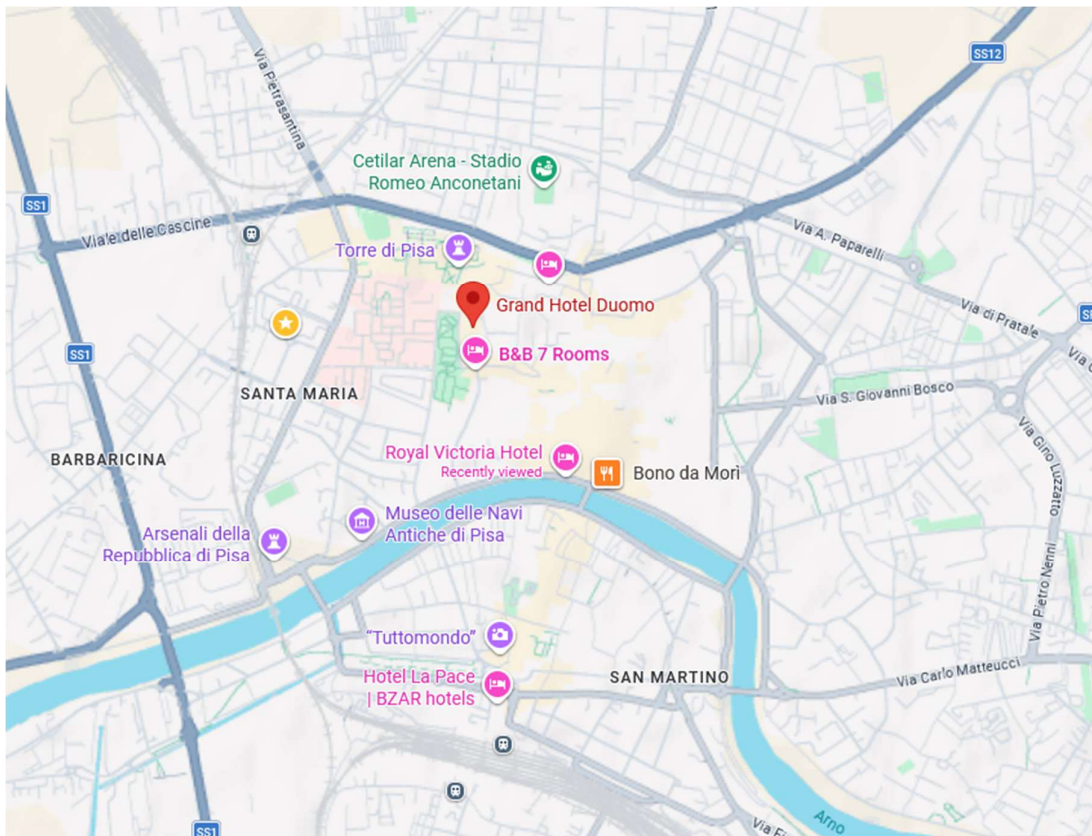 SS12
Via Pietrasantina
Cetilar Arena - Stadio
Romeo Anconetani
SS1
Viale delle Cascine
Via A. Paparelli
Torre di Pisa
Grand Hotel Duomo
Via di Pratale
SS1
B&B 7 Rooms
SANTA MARIA
Via S. Giovanni Bosco
BARBARICINA
Royal Victoria Hotel
Recently viewed
Bono da Morì
Via Gino Luzzatto
Museo delle Navi
Antiche di Pisa
Arsenali della
Repubblica di Pisa
Via Pietro Nenni
"Tuttomondo"
Hotel La Pace
| BZAR hotels
SAN MARTINO
Via Carlo Matteucci
Arno
SS1